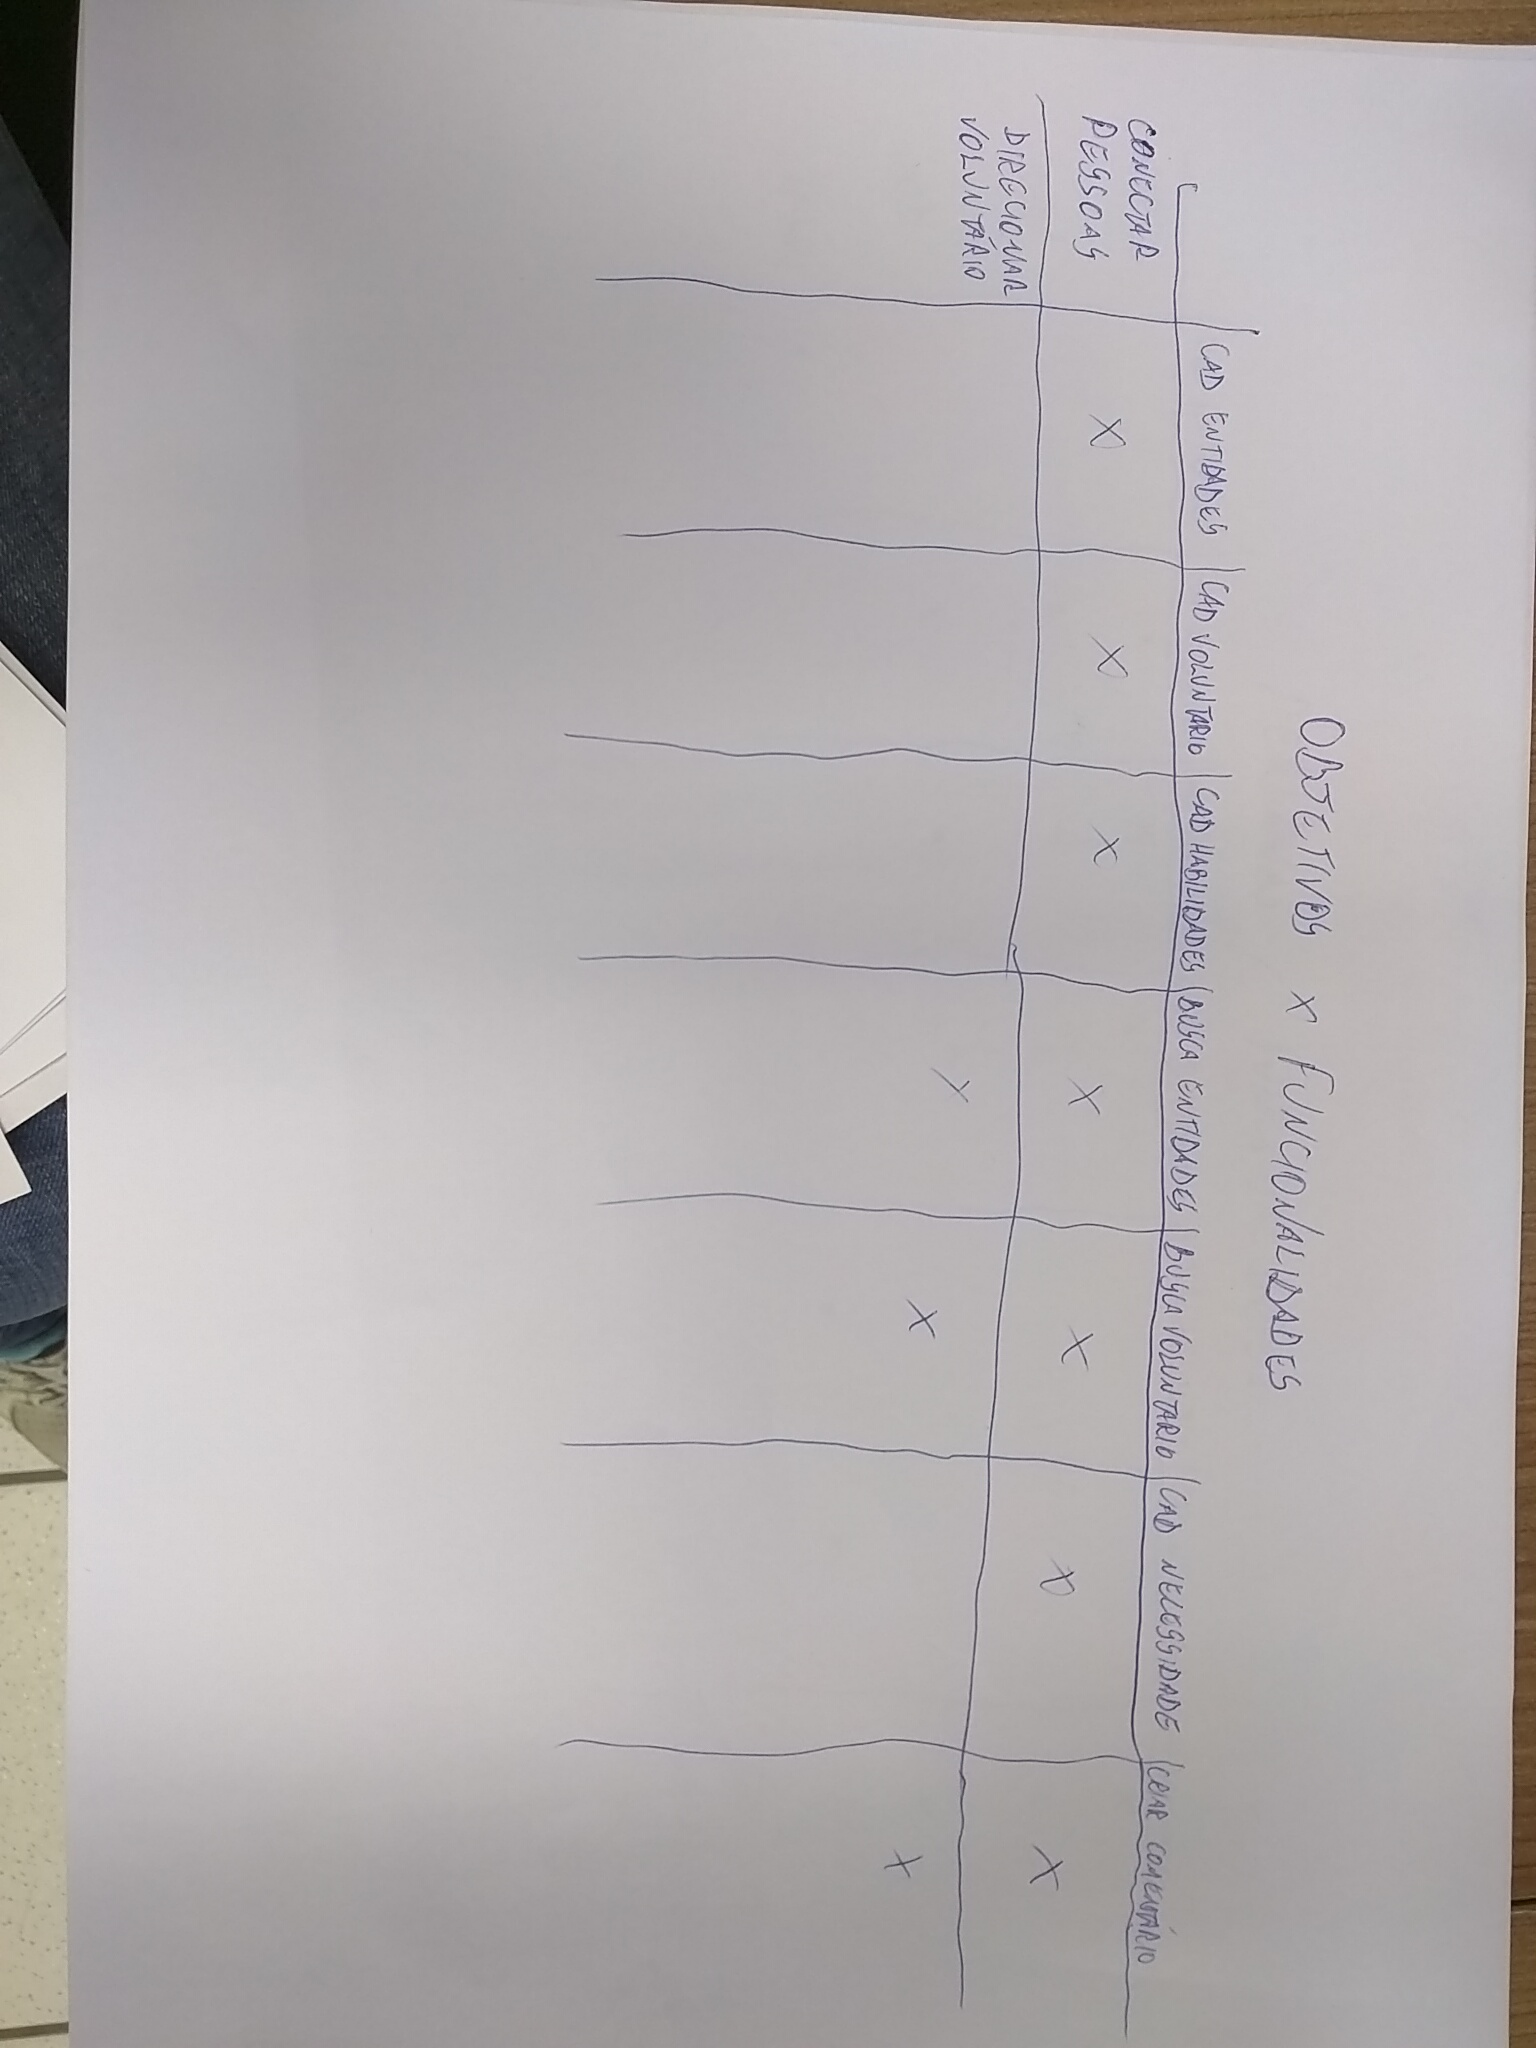 OBJETIVOS X FUNCIONALIDADES
CAD ENTIDADES | CAD VOLUNTARIO | CAD HABILIDADES | BUSCA ENTIDADES | BUSCA VOLUNTARIO | CAD NECESSIDADE | CRIAR COMENTÁRIO
CONECTAR
PESSOAS X X X X X X X
DIRECIONAR
VOLUNTÁRIO X X X